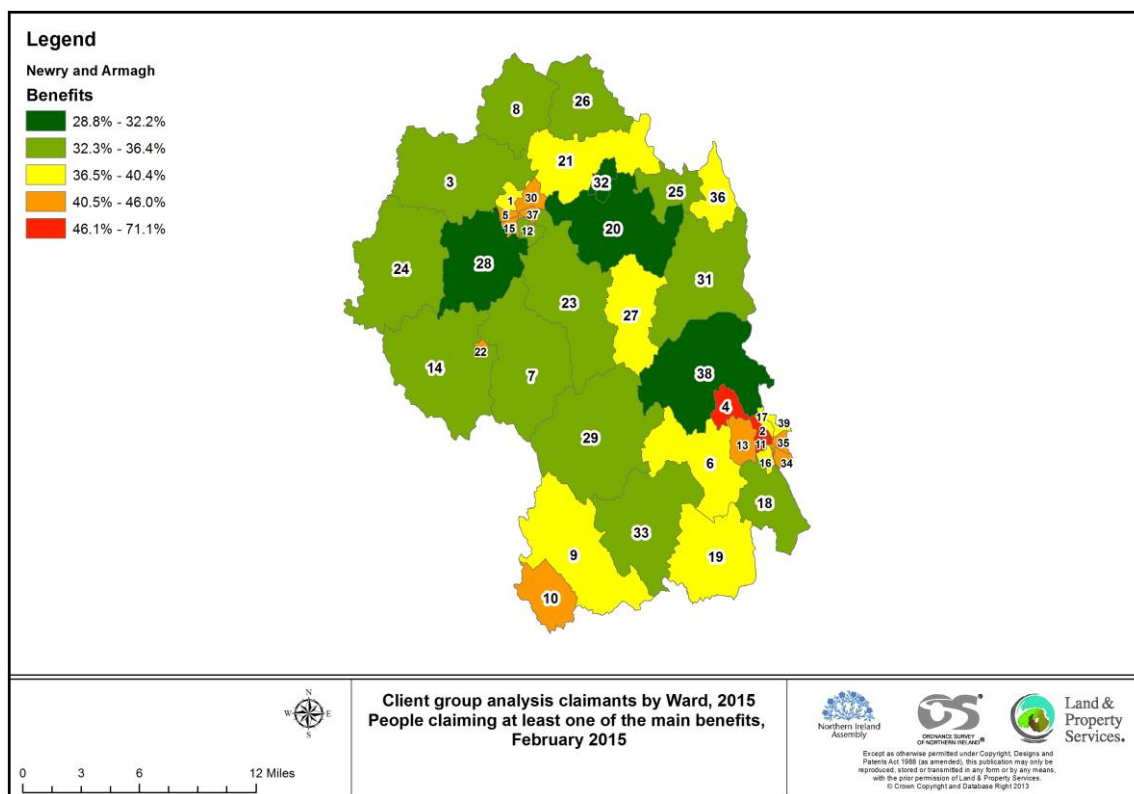 Legend
Newry and Armagh
Benefits
28.8% - 32.2%
32.3% - 36.4%
36.5% - 40.4%
40.5% - 46.0%
46.1% - 71.1%
8
26
21
3
32
25
36
1
30
5
37
15
12
20
28
24
31
23
27
22
14
7
38
4
17
39
2
29
13
11
35
6
16
34
18
33
9
19
10
N
W
E
S
0 3 6 12 Miles
Client group analysis claimants by Ward, 2015
People claiming at least one of the main benefits,
February 2015
Northern Ireland
Assembly
OS
ORDNANCE SURVEY
OF NORTHERN IRELAND®
Land &
Property
Services.
Except as otherwise permitted under Copyright, Designs and
Patents Act 1988 (as amended), this publication may only be
reproduced, stored or transmitted in any form or by any means,
with the prior permission of Land & Property Services.
© Crown Copyright and Database Right 2013